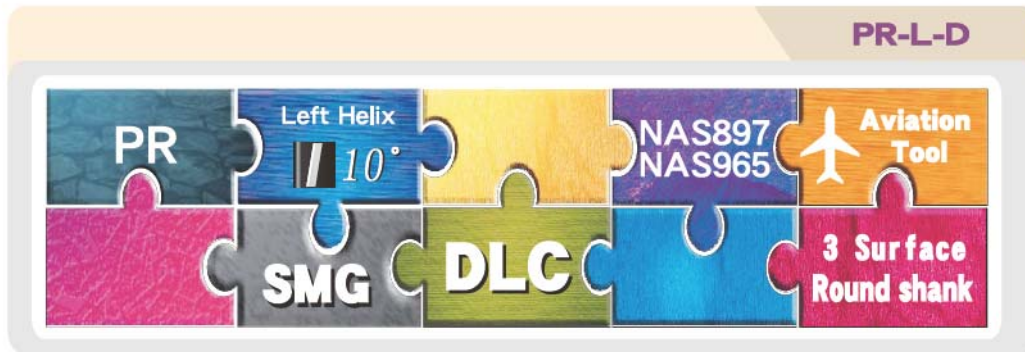 PR-L-D
PR
Left Helix
10°
NAS897
NAS965
Aviation
Tool
SMG
DLC
3 Surface
Round shank